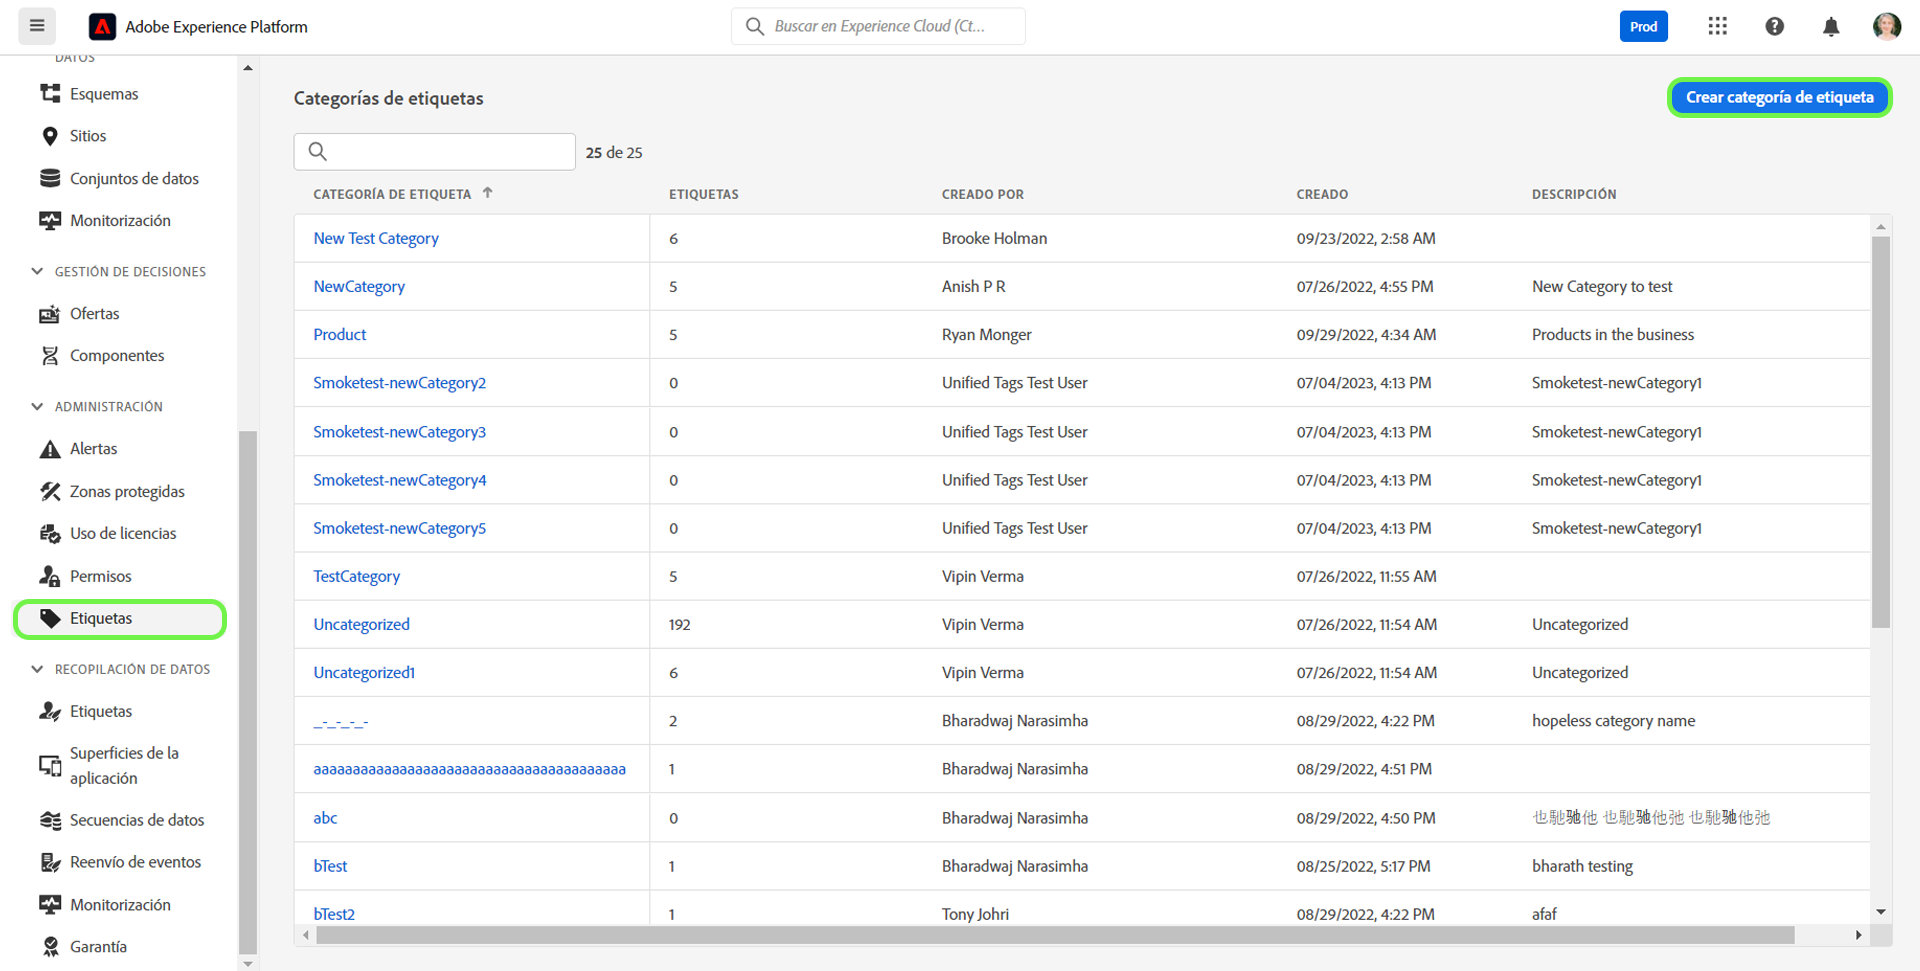 Adobe Experience Platform
Buscar en Experience Cloud (Ct...
Prod
DATOS
Esquemas
Sitios
Conjuntos de datos
Monitorización
GESTIÓN DE DECISIONES
Ofertas
Componentes
ADMINISTRACIÓN
Alertas
Zonas protegidas
Uso de licencias
Permisos
Etiquetas
RECOPILACIÓN DE DATOS
Etiquetas
Superficies de la
aplicación
Secuencias de datos
Reenvío de eventos
Monitorización
Garantía
Categorías de etiquetas
Crear categoría de etiqueta
25 de 25
CATEGORÍA DE ETIQUETA ETIQUETAS CREADO POR CREADO DESCRIPCIÓN
New Test Category 6 Brooke Holman 09/23/2022, 2:58 AM
NewCategory 5 Anish P R 07/26/2022, 4:55 PM New Category to test
Product 5 Ryan Monger 09/29/2022, 4:34 AM Products in the business
Smoketest-newCategory2 0 Unified Tags Test User 07/04/2023, 4:13 PM Smoketest-newCategory1
Smoketest-newCategory3 0 Unified Tags Test User 07/04/2023, 4:13 PM Smoketest-newCategory1
Smoketest-newCategory4 0 Unified Tags Test User 07/04/2023, 4:13 PM Smoketest-newCategory1
Smoketest-newCategory5 0 Unified Tags Test User 07/04/2023, 4:13 PM Smoketest-newCategory1
TestCategory 5 Vipin Verma 07/26/2022, 11:55 AM
Uncategorized 192 Vipin Verma 07/26/2022, 11:54 AM Uncategorized
Uncategorized1 6 Vipin Verma 07/26/2022, 11:54 AM Uncategorized
_-_-_-_- 2 Bharadwaj Narasimha 08/29/2022, 4:22 PM hopeless category name
aaaaaaaaaaaaaaaaaaaaaaaaaaaaaaaaaaaaaaaa 1 Bharadwaj Narasimha 08/29/2022, 4:51 PM
abc 0 Bharadwaj Narasimha 08/29/2022, 4:50 PM 也馳驰他 也馳驰他弛 也馳驰他弛
bTest 1 Bharadwaj Narasimha 08/25/2022, 5:17 PM bharath testing
bTest2 1 Tony Johri 08/29/2022, 4:22 PM afaf